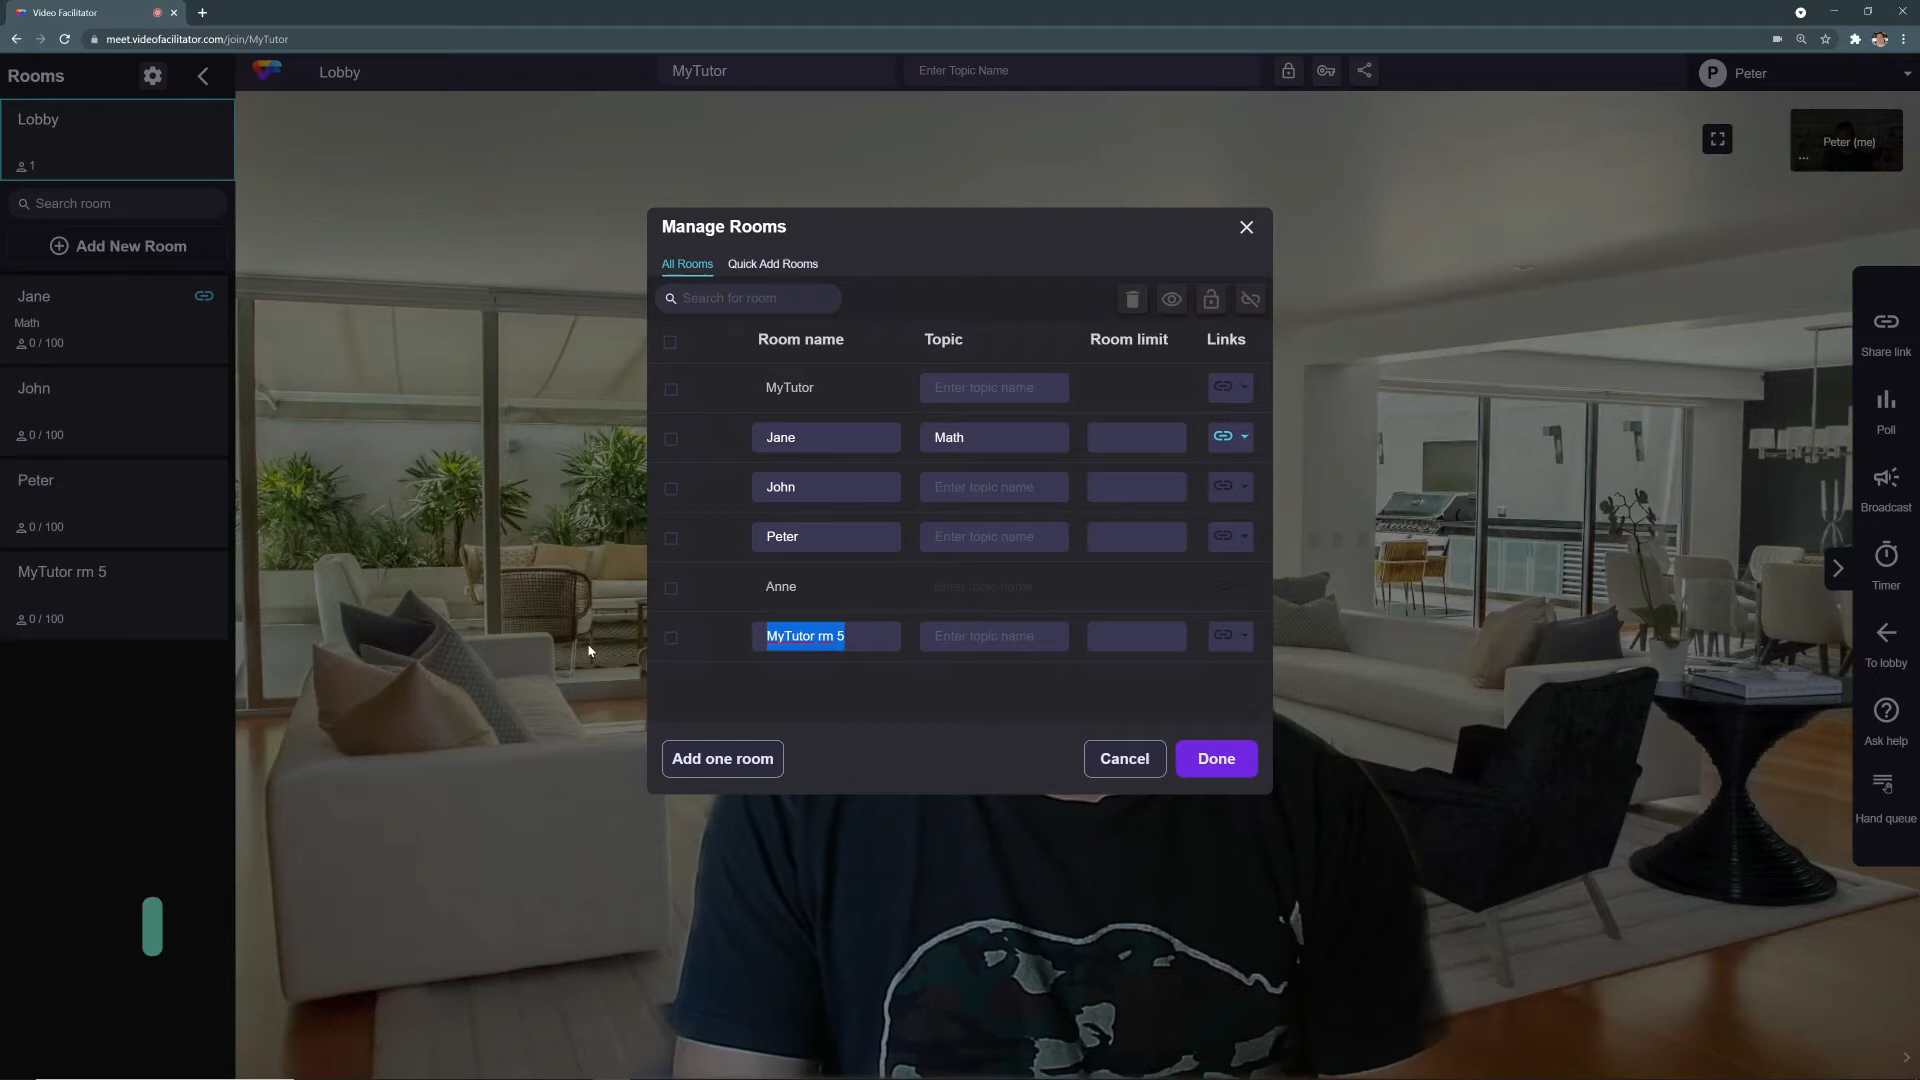 Video Facilitator
meet.videofacilitator.com/join/MyTutor
Rooms
Lobby
MyTutor
Enter Topic Name
P Peter
Lobby
1
Search room
Add New Room
Jane
Math
0 / 100
John
0 / 100
Peter
0 / 100
MyTutor rm 5
0 / 100
Peter (me)
Manage Rooms
All Rooms Quick Add Rooms
Search for room
Room name Topic Room limit Links
MyTutor Enter topic name
Jane Math
John Enter topic name
Peter Enter topic name
Anne Enter topic name
MyTutor rm 5 Enter topic name
Add one room Cancel Done
Share link
Poll
Broadcast
Timer
To lobby
Ask help
Hand queue